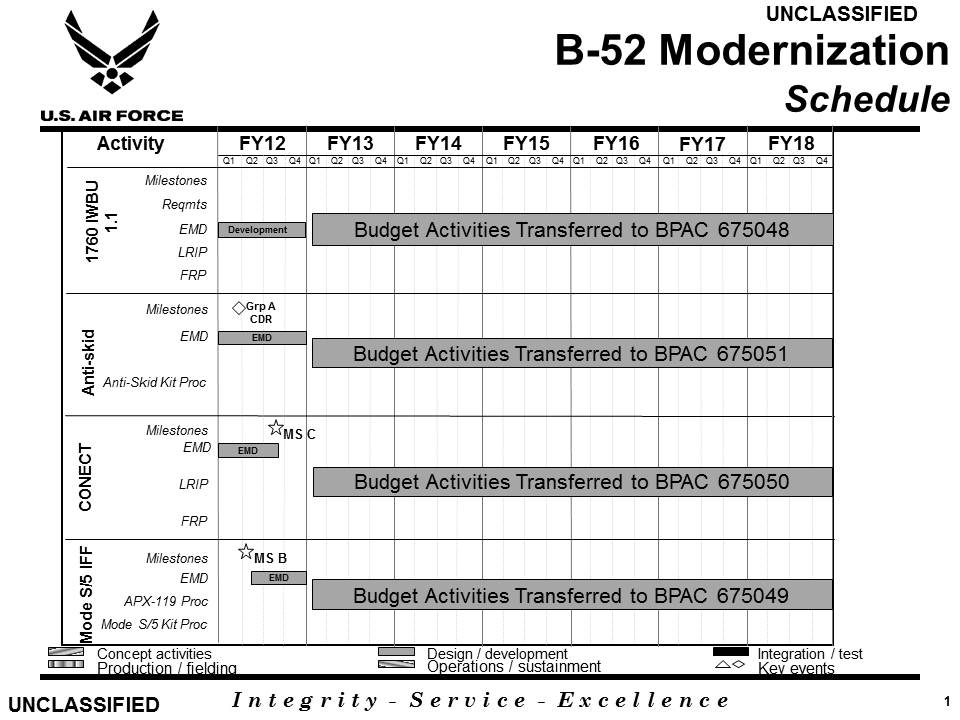 UNCLASSIFIED
B-52 Modernization
Schedule
U.S. AIR FORCE
Activity FY12 FY13 FY14 FY15 FY16 FY17 FY18
Q1 Q2 Q3 Q4 Q1 Q2 Q3 Q4 Q1 Q2 Q3 Q4 Q1 Q2 Q3 Q4 Q1 Q2 Q3 Q4 Q1 Q2 Q3 Q4 Q1 Q2 Q3 Q4
1760 IWBU
1.1
Milestones
Reqmts
EMD Development Budget Activities Transferred to BPAC 675048
LRIP
FRP
Anti-skid
Milestones Grp A
CDR
EMD EMD
Budget Activities Transferred to BPAC 675051
Anti-Skid Kit Proc
CONECT
Milestones MS C
EMD EMD
LRIP Budget Activities Transferred to BPAC 675050
FRP
Mode S/5 IFF
Milestones MS B
EMD EMD
APX-119 Proc Budget Activities Transferred to BPAC 675049
Mode S/5 Kit Proc
Concept activities Design / development Integration / test
Production / fielding Operations / sustainment Key events
UNCLASSIFIED Integrity - Service - Excellence 1